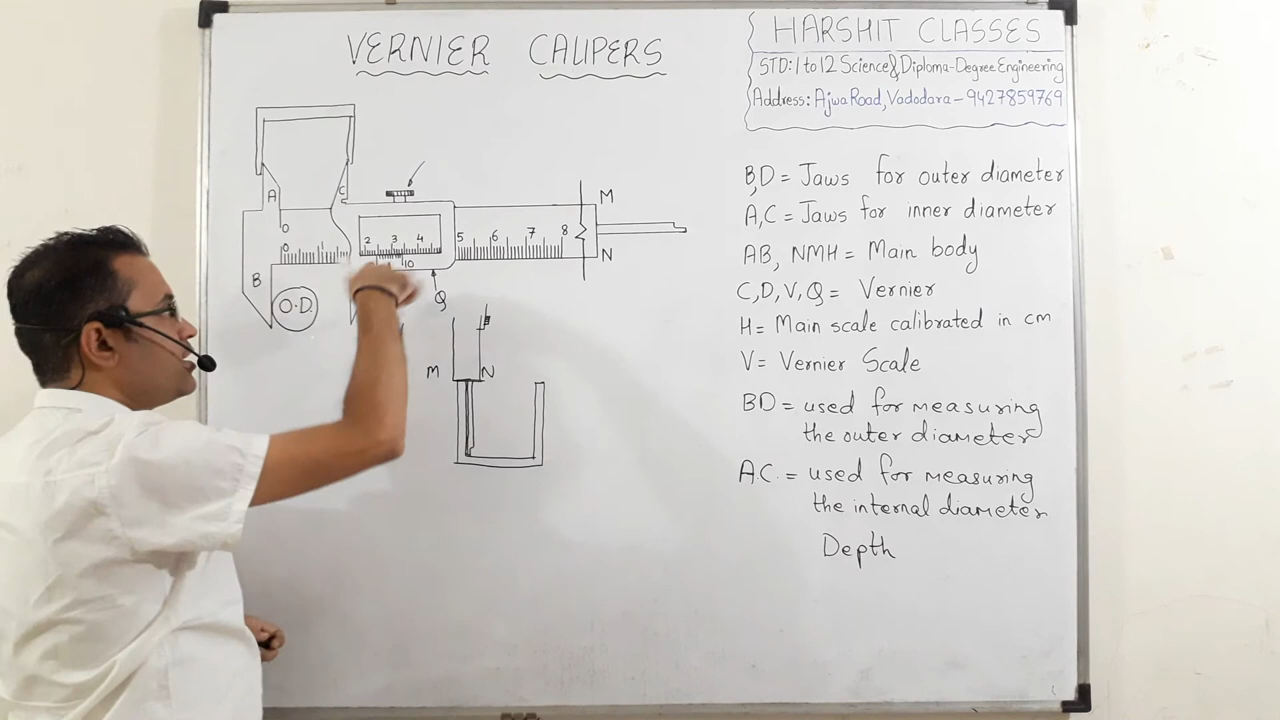 VERNIER CALIPERS
HARSHIT CLASSES
STD:1 to 12 Science & Diploma-Degree Engineering
Address: Ajwa Road, Vadodara - 9427859769
A
C
M
0
0 1 2 3 4 5 6 7 8
10
N
B
O.D.
Q
M N
B,D = Jaws for outer diameter
A,C = Jaws for inner diameter
AB, NMH = Main body
C,D,V,Q = Vernier
H = Main scale calibrated in cm
V = Vernier Scale
BD = used for measuring
the outer diameter
A.C. = used for measuring
the internal diameter
Depth